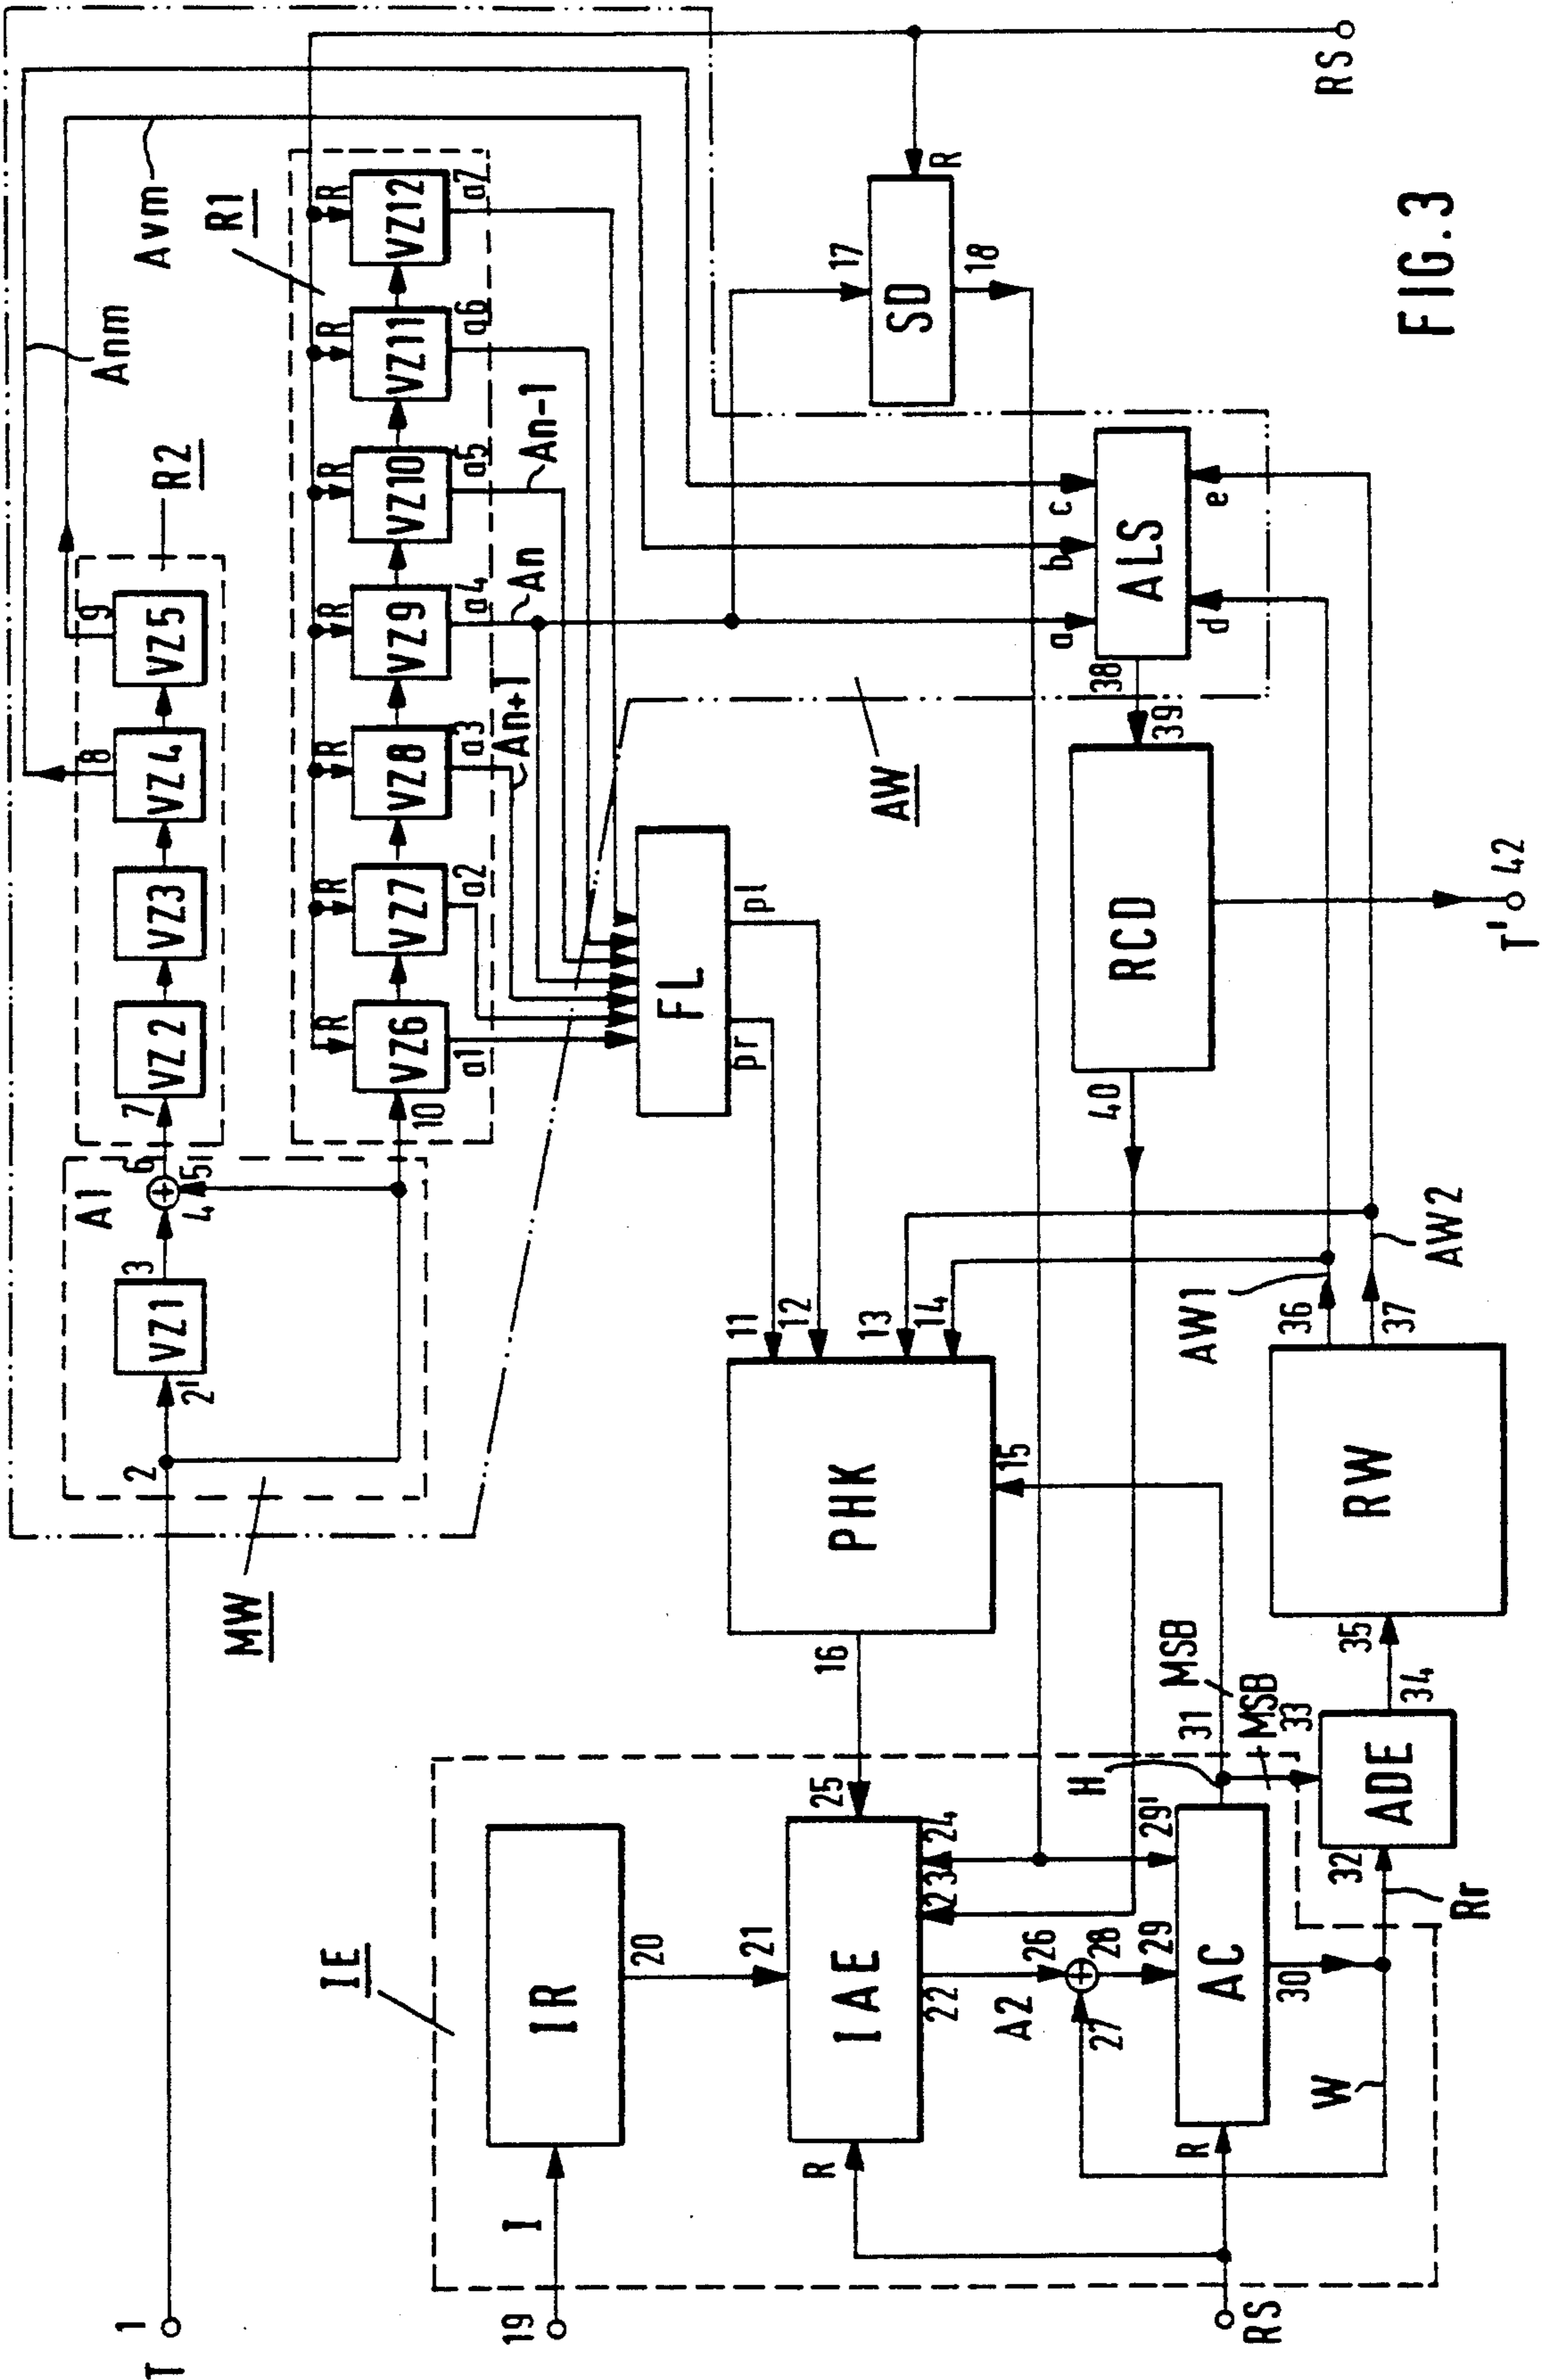 T 1
2
MW
2'
VZ1
3
A1
4
5
6
7
VZ2
VZ3
VZ4
8
VZ5
9
R2
Anm
Avm
R1
10
VZ6
R
a1
VZ7
R
a2
VZ8
R
a3
An+1
VZ9
R
a4
An
VZ10
R
a5
An-1
VZ11
R
a6
VZ12
R
a7
FL
pr
pl
AW
17
SD
R
18
RS
11
12
13
14
PHK
15
16
a
b
c
ALS
d
e
38
39
RCD
40
T' 42
IE
19
I
IR
20
21
IAE
R
22
23
24
25
A2
26
27
28
29
29'
AC
R
30
W
RS
H
31
MSB
MSB
33
32
Rr
ADE
34
35
RW
36
37
AW1
AW2
FIG.3